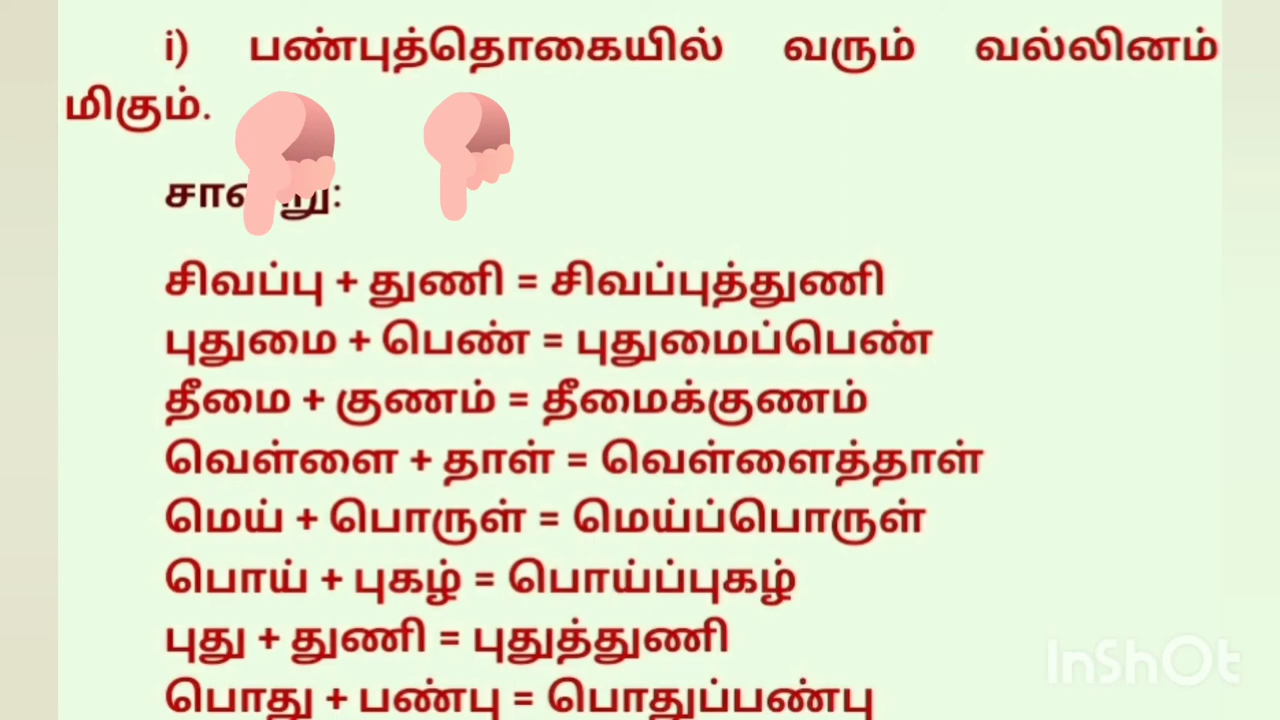 i) பண்புத்தொகையில் வரும் வல்லினம்
மிகும்.
சிவப்பு + துணி = சிவப்புத்துணி
புதுமை + பெண் = புதுமைப்பெண்
தீமை + குணம் = தீமைக்குணம்
வெள்ளை + தாள் = வெள்ளைத்தாள்
மெய் + பொருள் = மெய்ப்பொருள்
பொய் + புகழ் = பொய்ப்புகழ்
புது + துணி = புதுத்துணி
பொது + பண்பு = பொதுப்பண்பு
InShOt